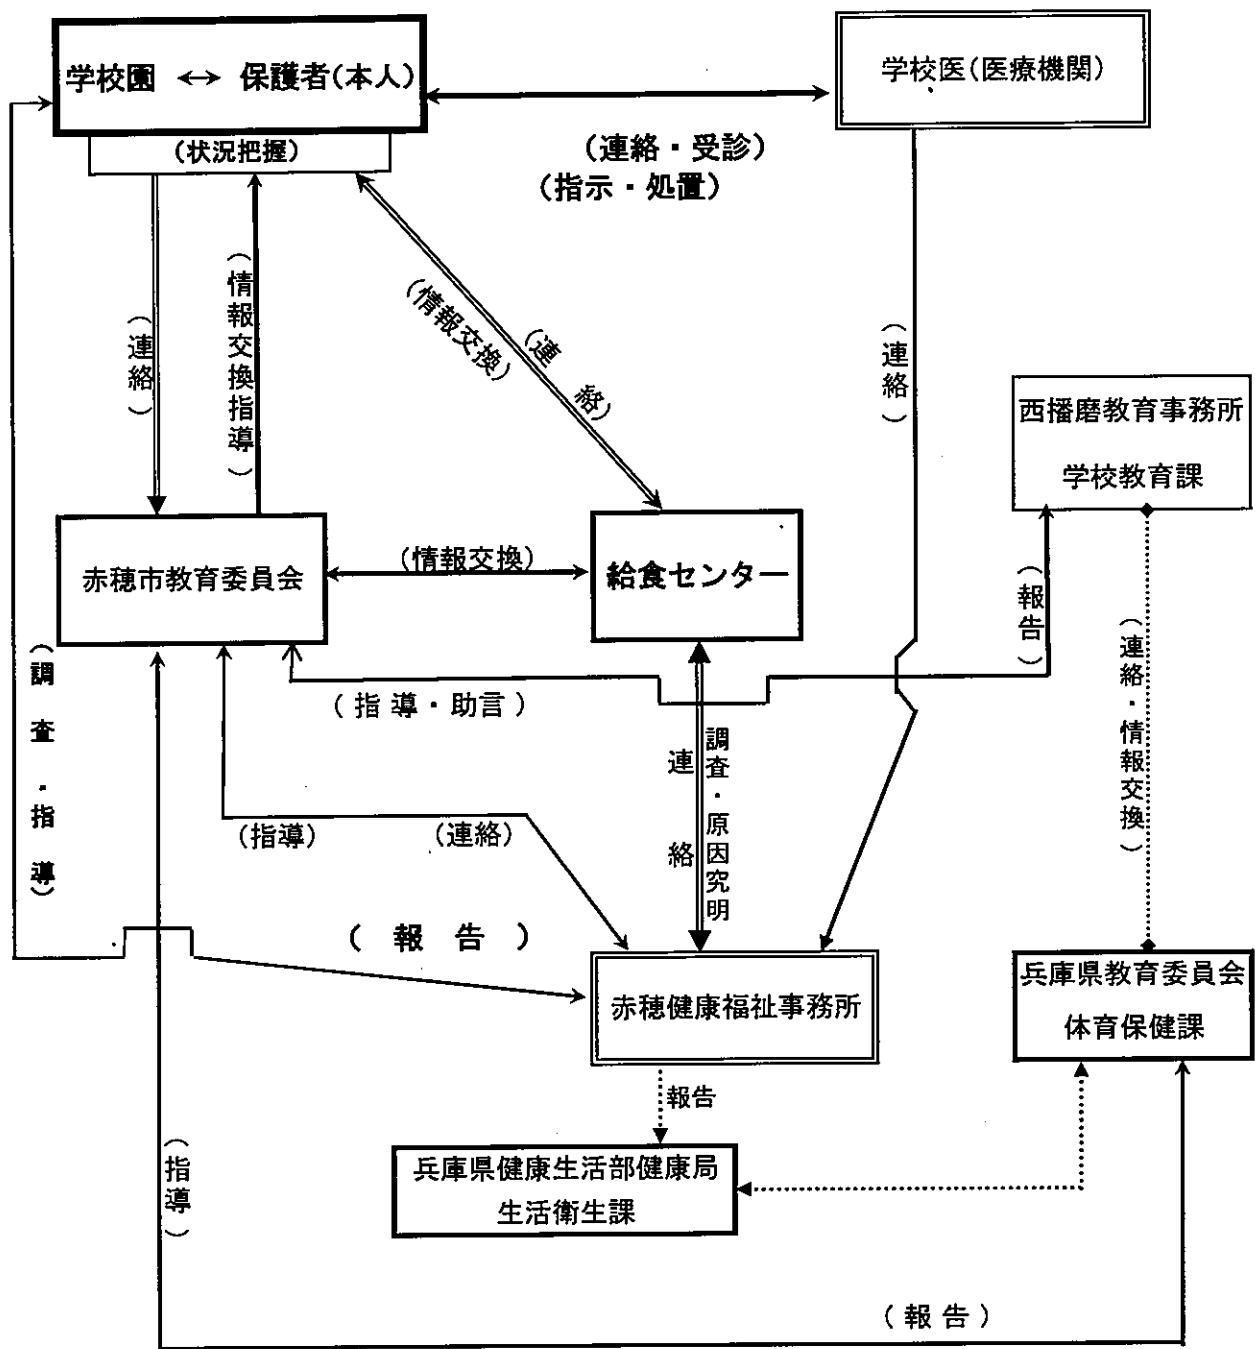 学校園 ↔ 保護者(本人)
学校医(医療機関)
(状況把握)
(連絡・受診)
(指示・処置)
(連絡)
(情報交換指導)
(情報交換)
(連絡)
(連絡)
西播磨教育事務所
学校教育課
赤穂市教育委員会
(情報交換)
給食センター
(報告)
(調査・指導)
(指導・助言)
(連絡・情報交換)
連絡
調査・原因究明
(指導)
(連絡)
(報告)
赤穂健康福祉事務所
兵庫県教育委員会
体育保健課
報告
兵庫県健康生活部健康局
生活衛生課
(指導)
(報告)